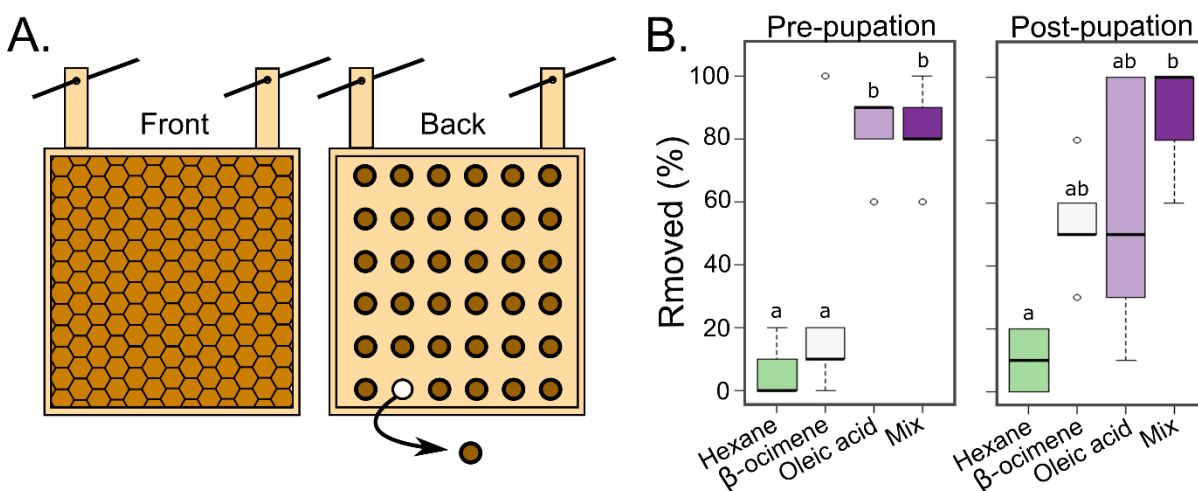 A.
Front
Back
B.
Pre-pupation
Post-pupation
Rmoved (%)
100
80
60
40
20
0
a
a
b
b
a
ab
ab
b
Hexane
β-ocimene
Oleic acid
Mix
Hexane
β-ocimene
Oleic acid
Mix